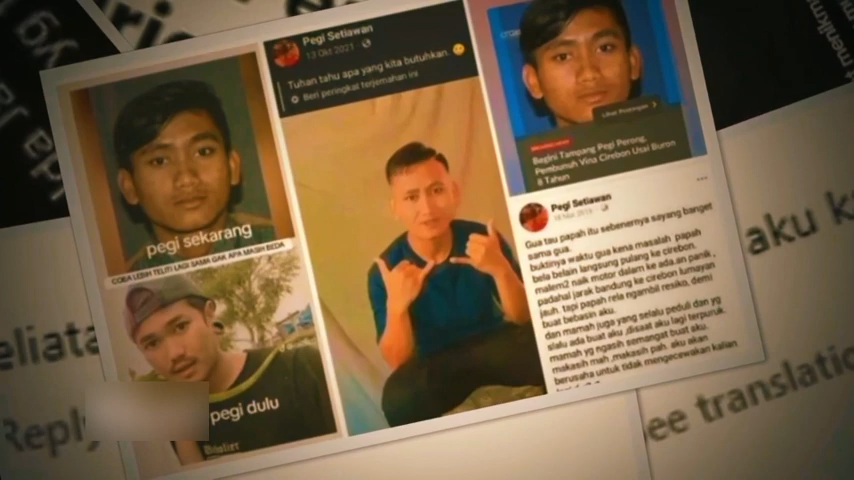 pegi sekarang
COBA LEBIH TELITI LAGI SAMA GAK APA MASIH BEDA
pegi dulu
Pegi Setiawan
13 Okt 2021
Tuhan tahu apa yang kita butuhkan 😊
Beri peringkat terjemahan ini
Lihat Postingan
Begini Tampang Pegi Perong,
Pembunuh Vina Cirebon Usai Buron
8 Tahun
Pegi Setiawan
Gua tau papah itu sebenernya sayang banget
sama gua.
buktinya waktu gua kena masalah papah
bela belain langsung pulang ke cirebon.
malem2 naik motor dalam ke ada.an panik ,
padahal jarak bandung ke cirebon lumayan
jauh. tapi papah rela ngambil resiko, demi
buat bebasin aku.
dan mamah juga yang selalu peduli dan yg
slalu ada buat aku ,disaat aku lagi terpuruk.
mamah yg ngasih semangat buat aku.
makasih mah ,makasih pah. aku akan
berusaha untuk tidak mengecewakan kalian
eliata
Reply
aku k
ee translatio